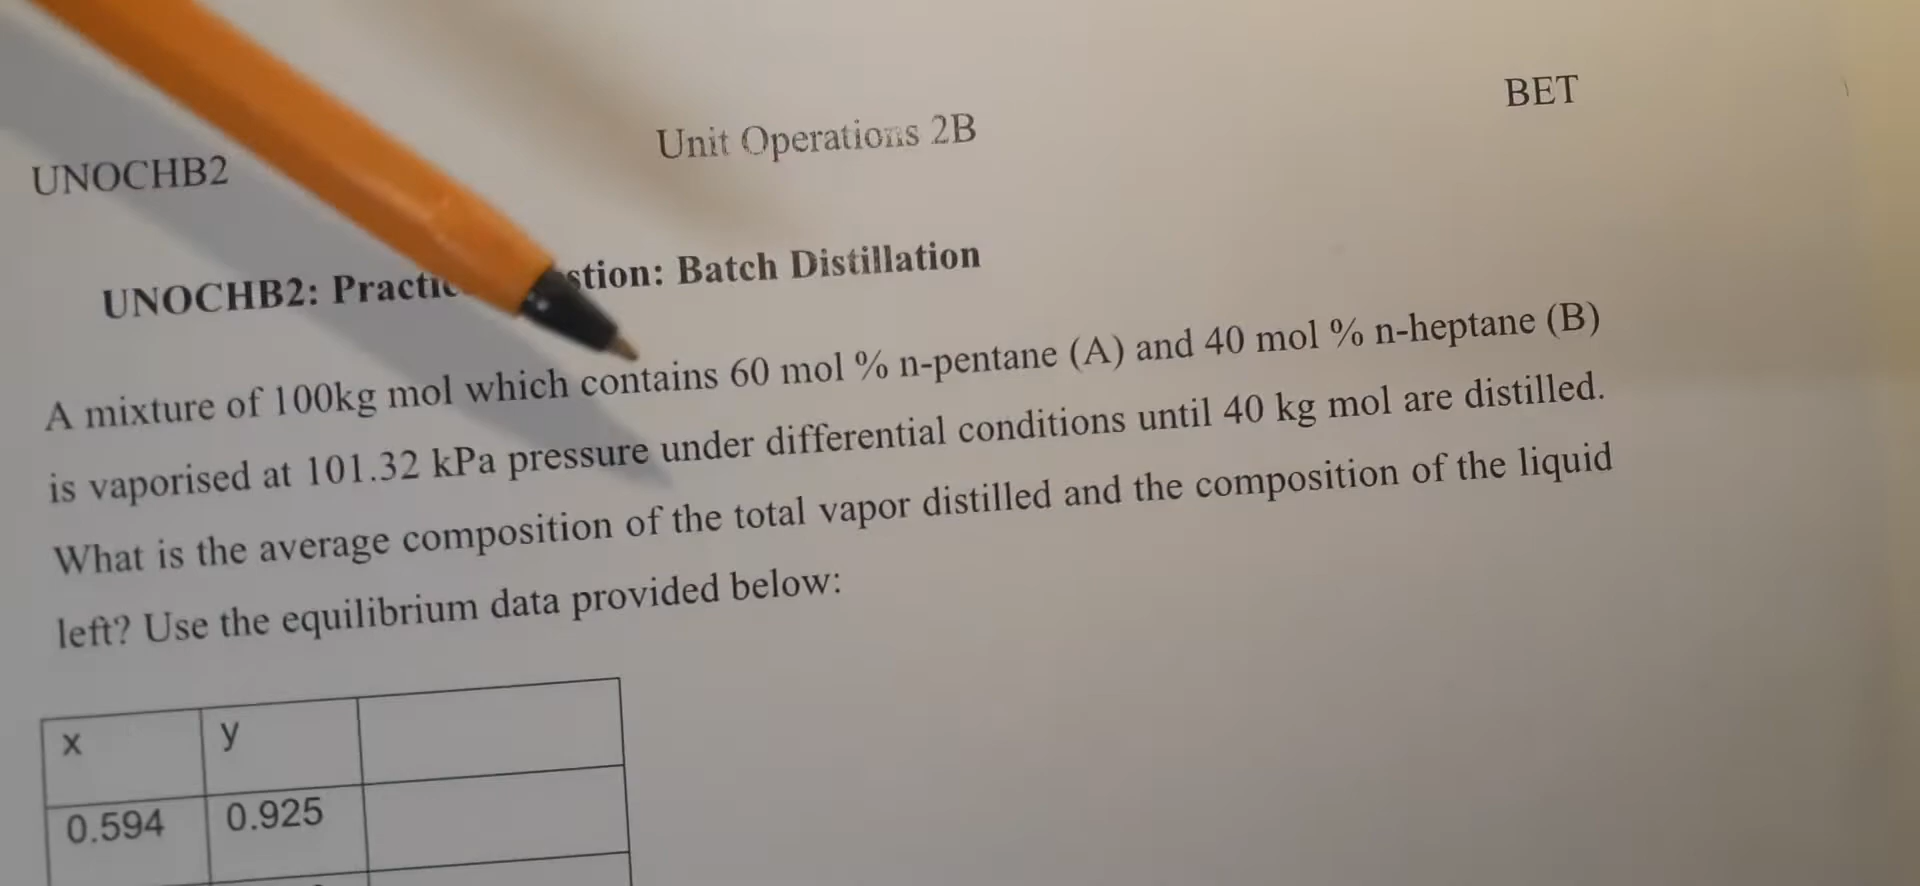 BET
Unit Operations 2B
UNOCHB2
UNOCHB2: Practic stion: Batch Distillation
A mixture of 100kg mol which contains 60 mol % n-pentane (A) and 40 mol % n-heptane (B)
is vaporised at 101.32 kPa pressure under differential conditions until 40 kg mol are distilled.
What is the average composition of the total vapor distilled and the composition of the liquid
left? Use the equilibrium data provided below:
x y
0.594 0.925